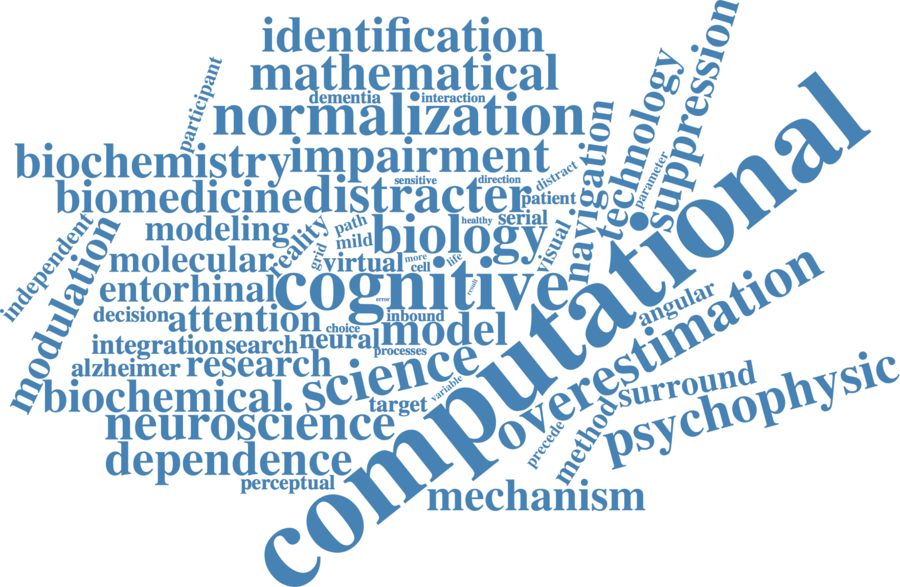 identification
mathematical
dementia interaction
normalization
participant
biochemistry impairment
sensitive direction distract
biomedicine distracter patient
navigation technology suppression parameter
independent modulation
modeling reality path healthy serial
grid mild biology visual
molecular virtual more cell life
entorhinal cognitive error result
computational
decision attention choice inbound model
angular
integration search neural processes
alzheimer research science
overestimation
biochemical. target variable
surround
psychophysic
neuroscience
precede method
dependence
perceptual
mechanism